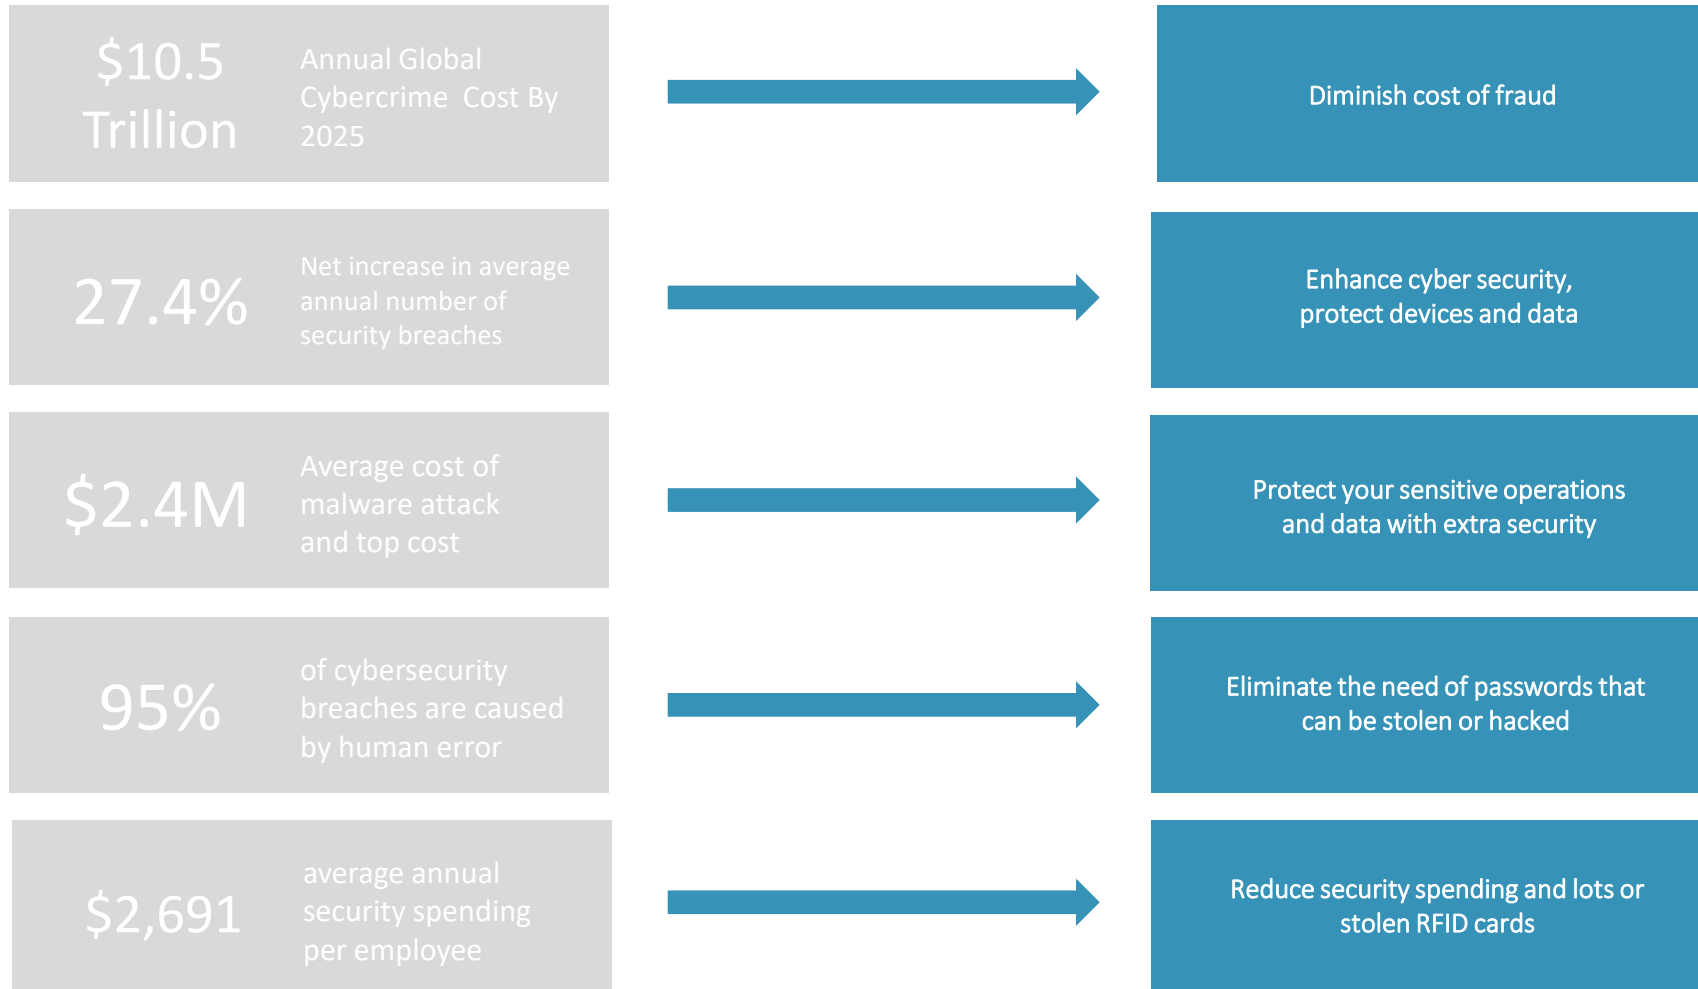 $10.5
Trillion
Annual Global
Cybercrime  Cost By
2025
Diminish cost of fraud
27.4%
Net increase in average
annual number of
security breaches
Enhance cyber security,
protect devices and data
$2.4M
Average cost of
malware attack
and top cost
Protect your sensitive operations
and data with extra security
95%
of cybersecurity
breaches are caused
by human error
Eliminate the need of passwords that
can be stolen or hacked
$2,691
average annual
security spending
per employee
Reduce security spending and lots or
stolen RFID cards